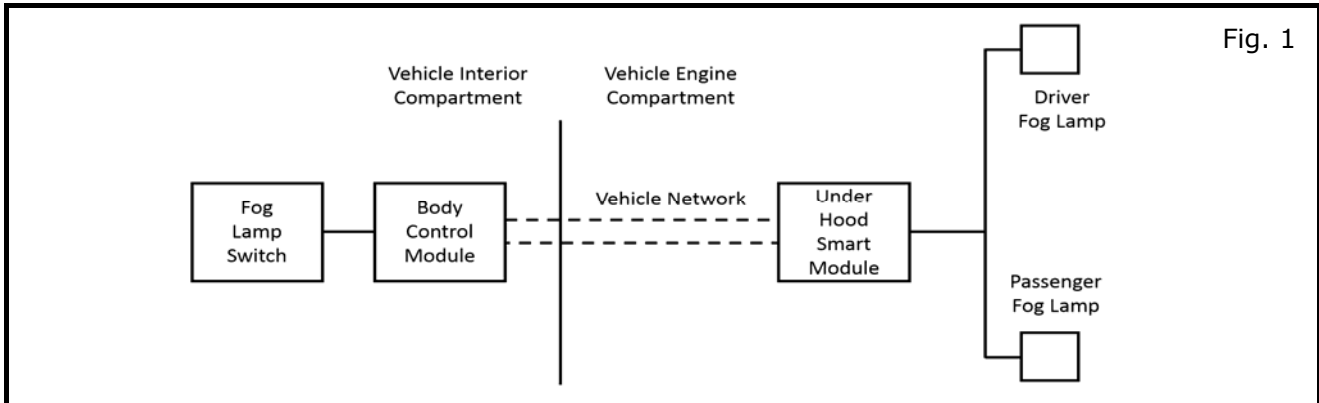 Fig. 1
Vehicle Interior
Compartment
Vehicle Engine
Compartment
Driver
Fog Lamp
Fog
Lamp
Switch
Body
Control
Module
Vehicle Network
Under
Hood
Smart
Module
Passenger
Fog Lamp